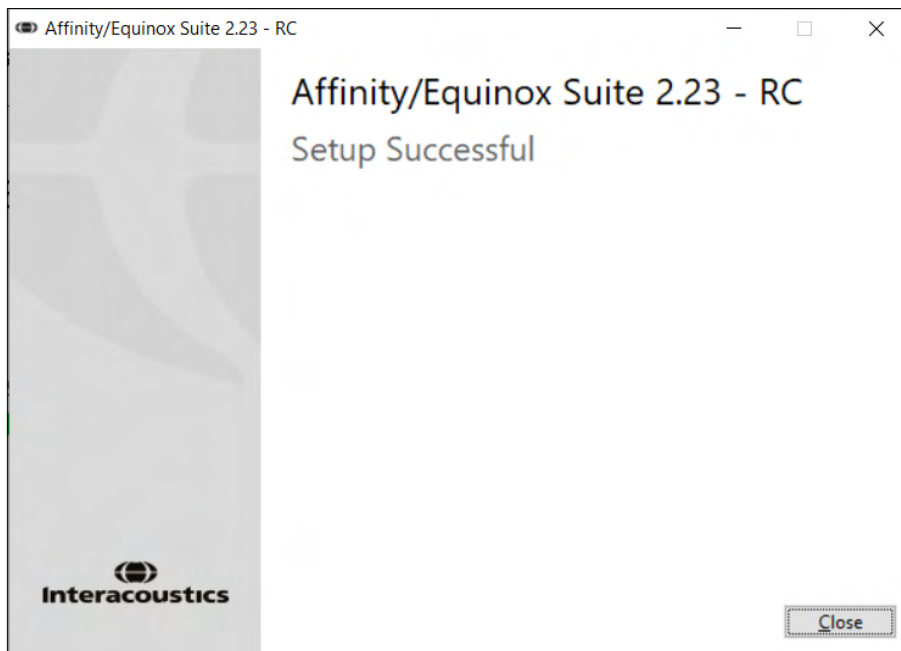 Affinity/Equinox Suite 2.23 - RC
Affinity/Equinox Suite 2.23 - RC
Setup Successful
Interacoustics
Close